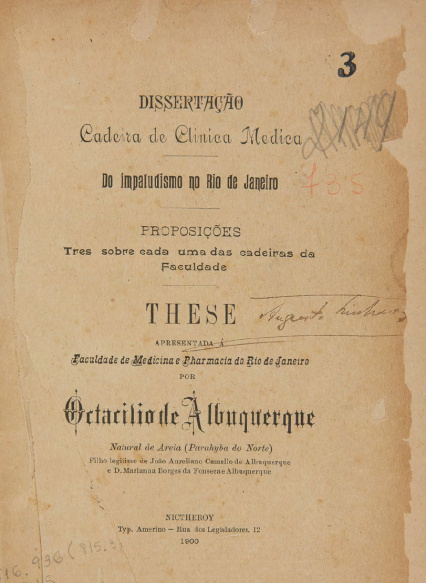 3
DISSERTAÇÃO
Cadeira de Clinica Medica
Do impaludismo no Rio de Janeiro
735
PROPOSIÇÕES
Tres sobre cada uma das cadeiras da
Faculdade
THESE
Augusto
APRESENTADA Á
Faculdade de Medicina e Pharmacia do Rio de Janeiro
POR
Octacilio de Albuquerque
Natural de Areia (Parahyba do Norte)
Filho legitimo de João Aureliano Camello de Albuquerque
e D. Marianna Borges da Fonseca e Albuquerque
NICTHEROY
Typ. Amerino — Rua dos Legisladores, 12
1900